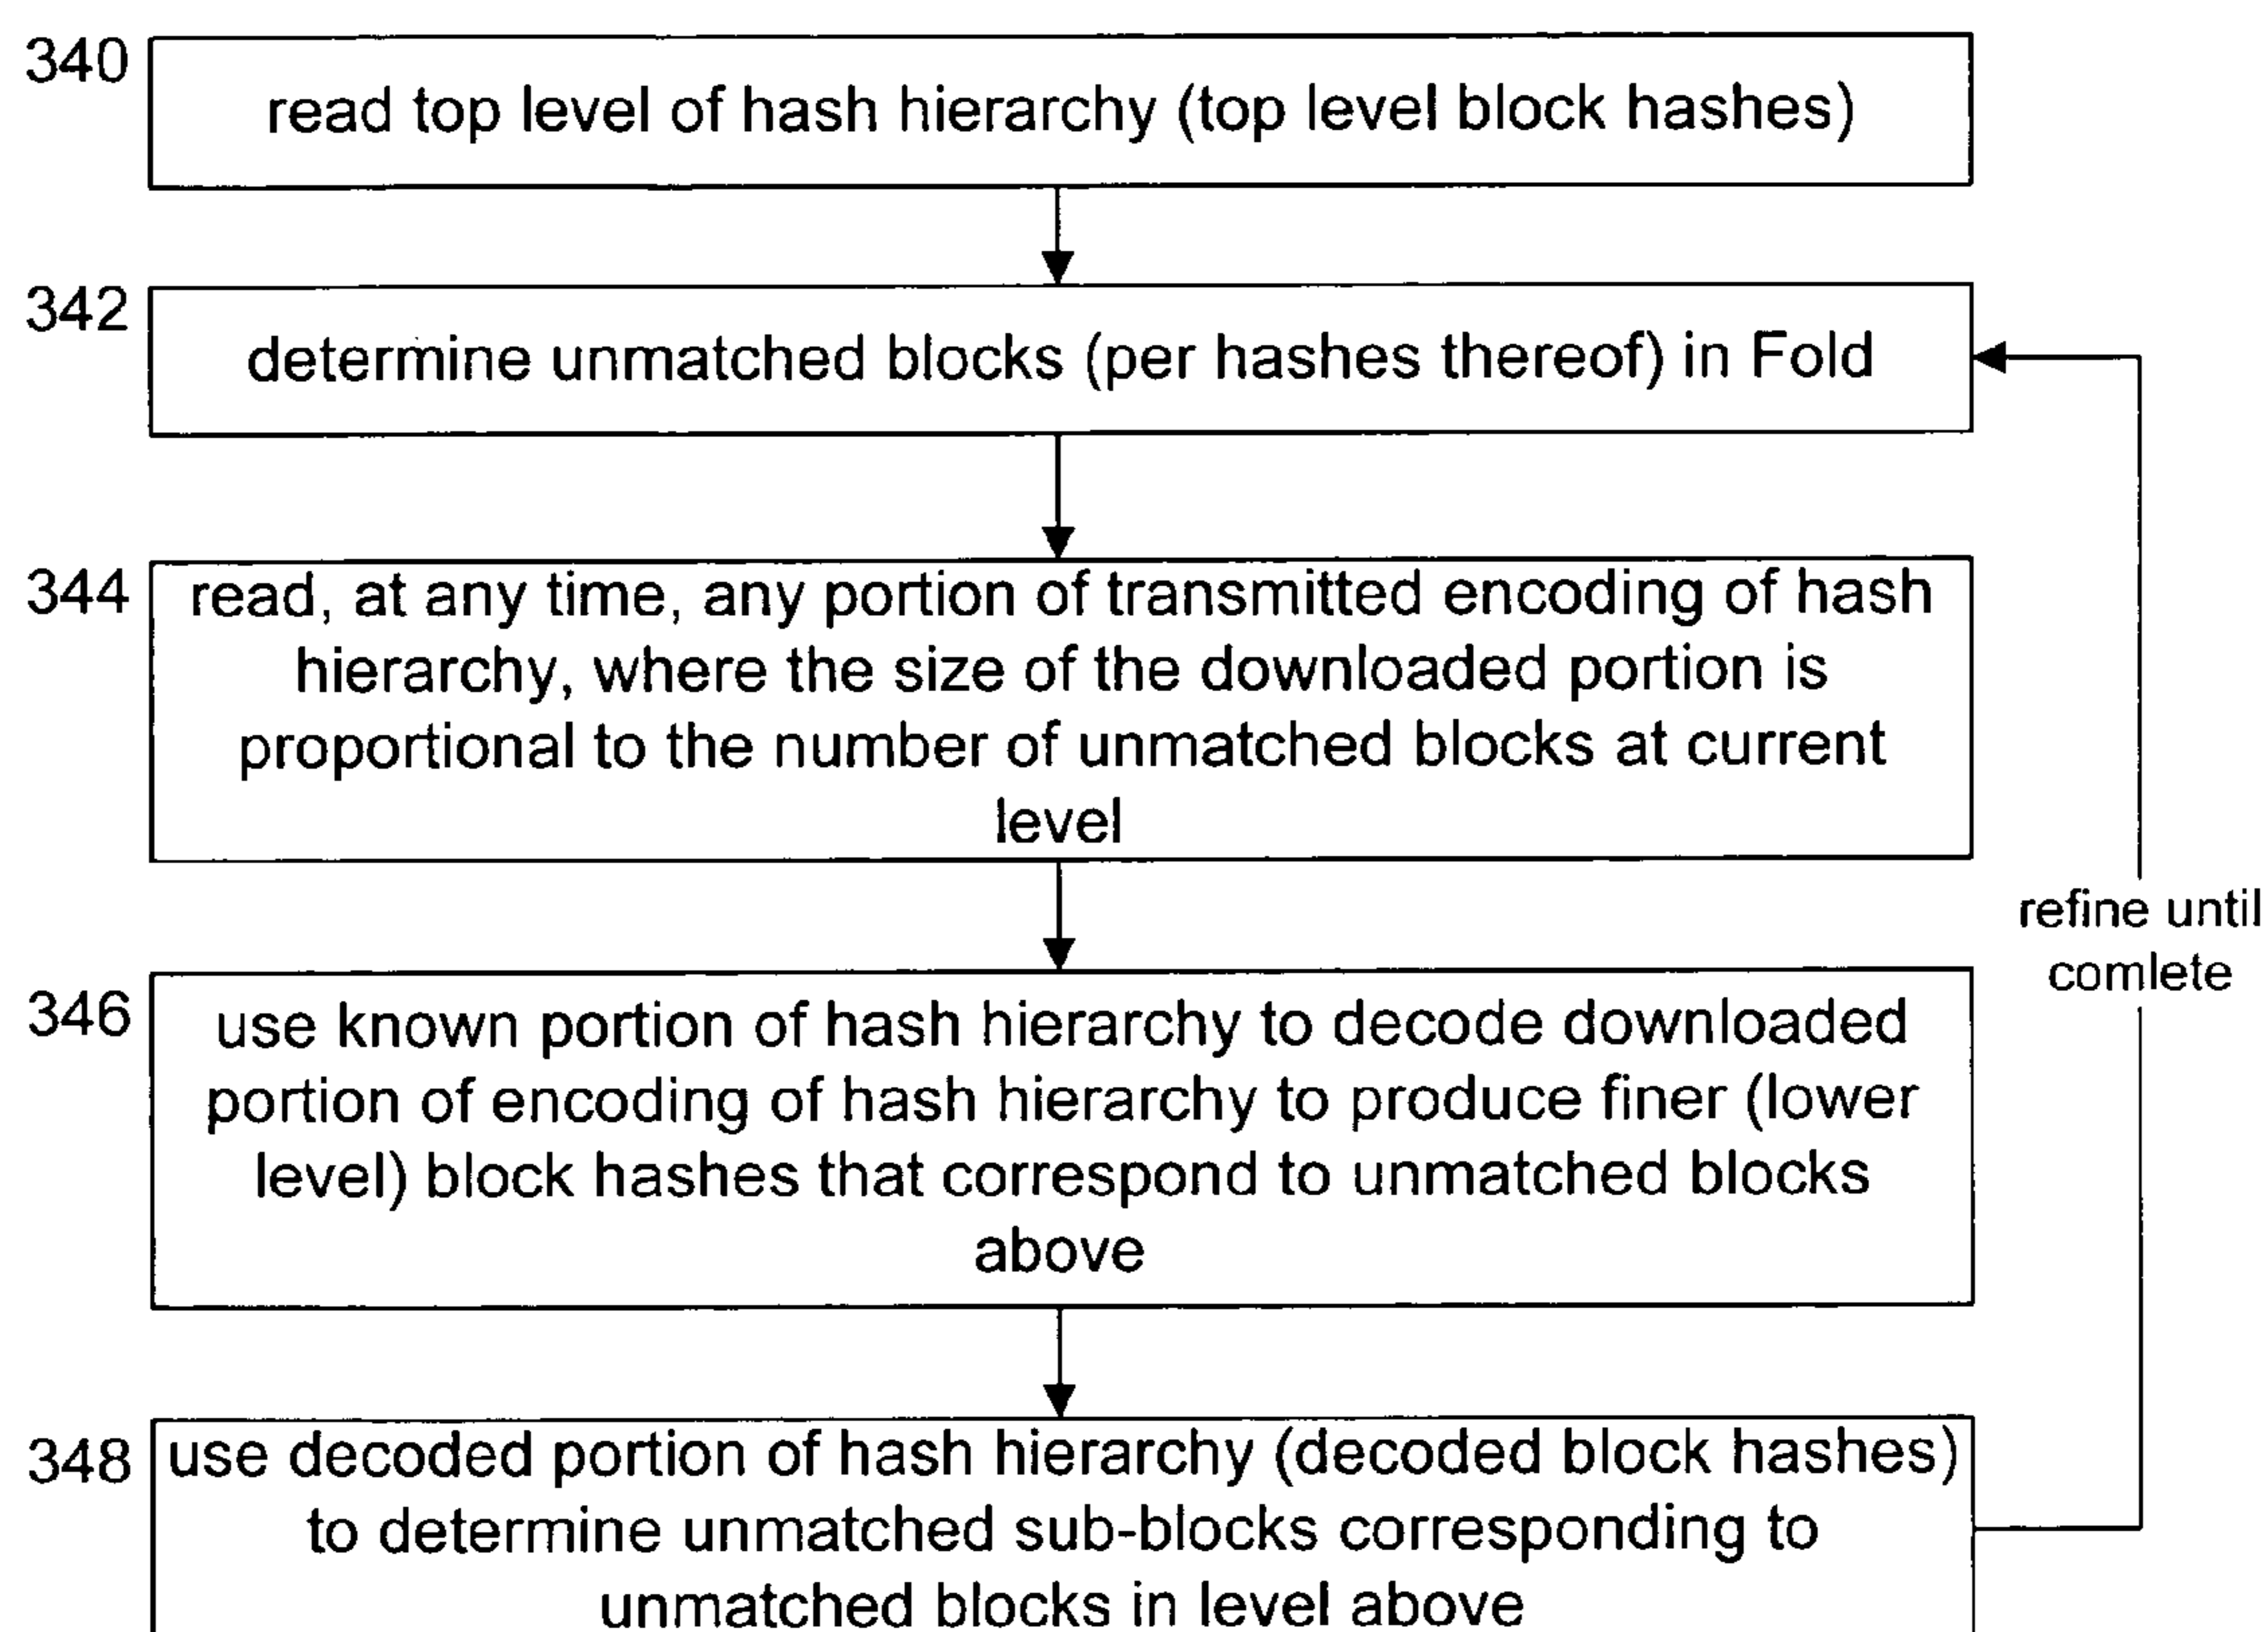 340
read top level of hash hierarchy (top level block hashes)
342
determine unmatched blocks (per hashes thereof) in Fold
344
read, at any time, any portion of transmitted encoding of hash
hierarchy, where the size of the downloaded portion is
proportional to the number of unmatched blocks at current
level
refine until
comlete
346
use known portion of hash hierarchy to decode downloaded
portion of encoding of hash hierarchy to produce finer (lower
level) block hashes that correspond to unmatched blocks
above
348
use decoded portion of hash hierarchy (decoded block hashes)
to determine unmatched sub-blocks corresponding to
unmatched blocks in level above